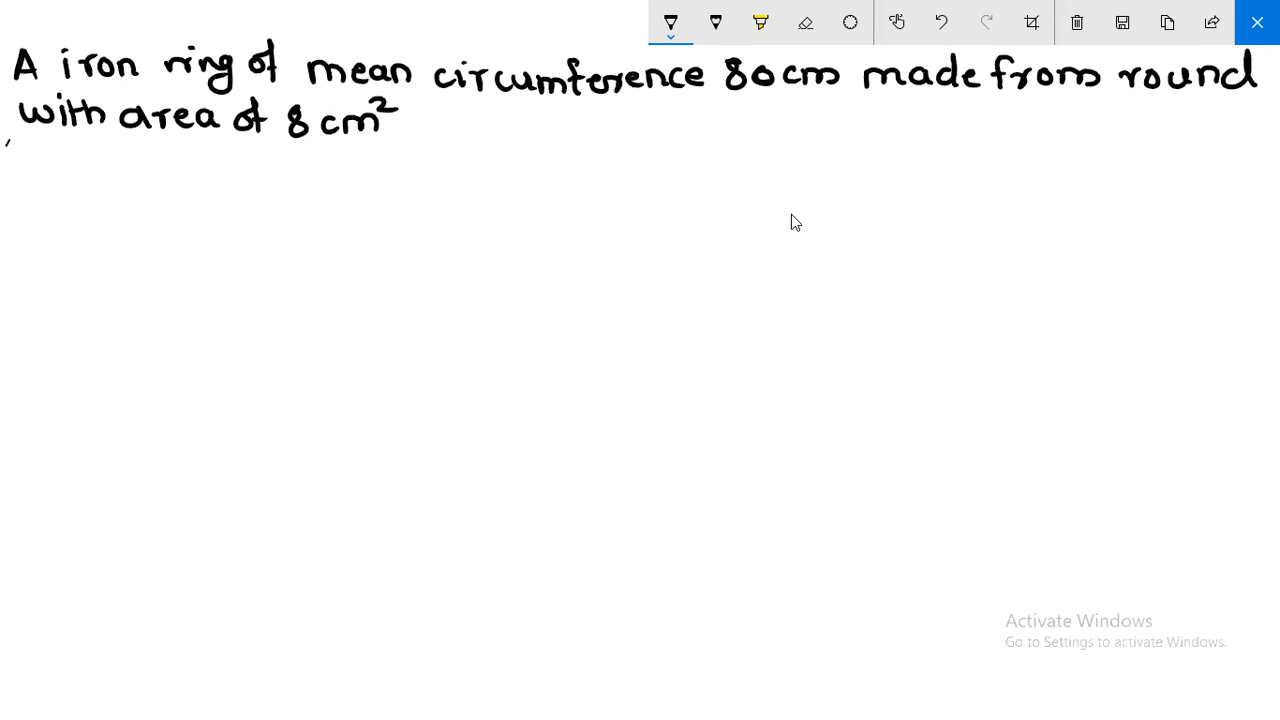 A iron ring of mean circumference 80cm made from round
with area of 8 cm²
Activate Windows
Go to Settings to activate Windows.